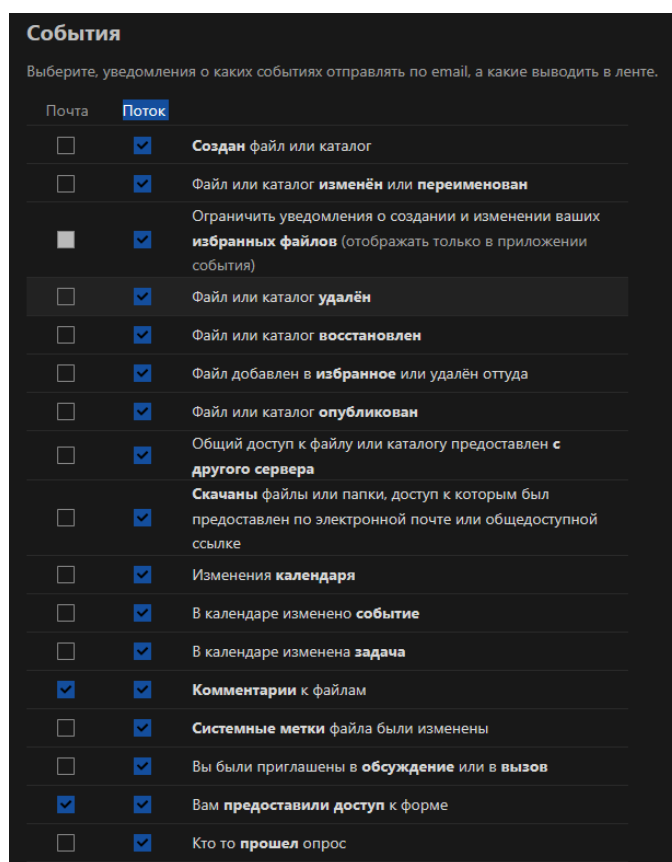 События
Выберите, уведомления о каких событиях отправлять по email, а какие выводить в ленте.
Почта Поток
Создан файл или каталог
Файл или каталог изменён или переименован
Ограничить уведомления о создании и изменении ваших
избранных файлов (отображать только в приложении
события)
Файл или каталог удалён
Файл или каталог восстановлен
Файл добавлен в избранное или удалён оттуда
Файл или каталог опубликован
Общий доступ к файлу или каталогу предоставлен с
другого сервера
Скачаны файлы или папки, доступ к которым был
предоставлен по электронной почте или общедоступной
ссылке
Изменения календаря
В календаре изменено событие
В календаре изменена задача
Комментарии к файлам
Системные метки файла были изменены
Вы были приглашены в обсуждение или в вызов
Вам предоставили доступ к форме
Кто то прошел опрос